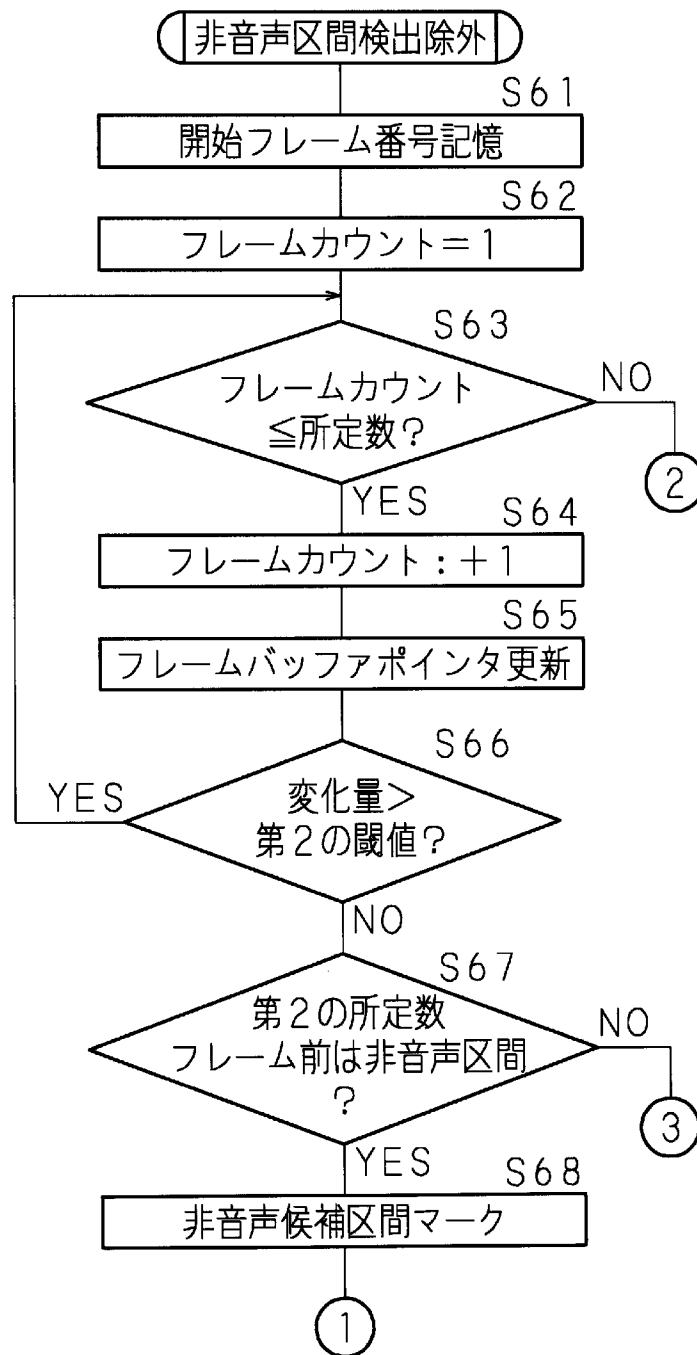 非音声区間検出除外
S61
開始フレーム番号記憶
S62
フレームカウント=1
S63
フレームカウント
≦所定数?
NO
2
YES
S64
フレームカウント:+1
S65
フレームバッファポインタ更新
S66
変化量>
第2の閾値?
YES
NO
S67
第2の所定数
フレーム前は非音声区間
?
NO
3
YES
S68
非音声候補区間マーク
1